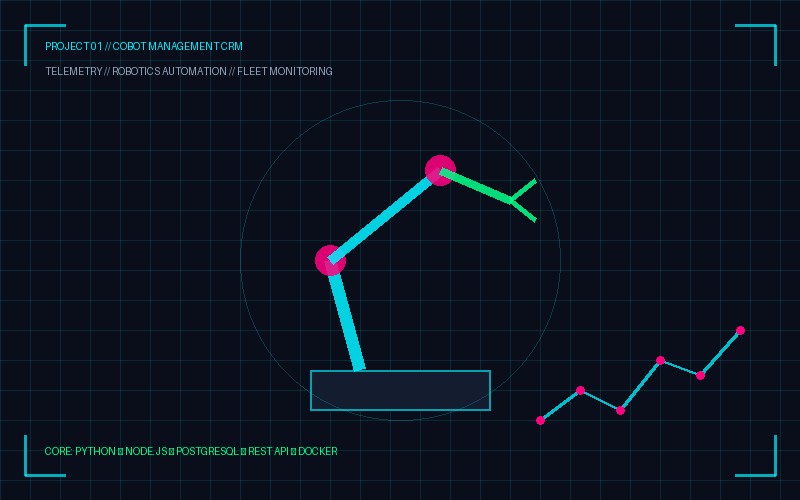 PROJECT 01 // COBOT MANAGEMENT CRM
TELEMETRY // ROBOTICS AUTOMATION // FLEET MONITORING
CORE: PYTHON ▯ NODE.JS ▯ POSTGRESQL ▯ REST API ▯ DOCKER